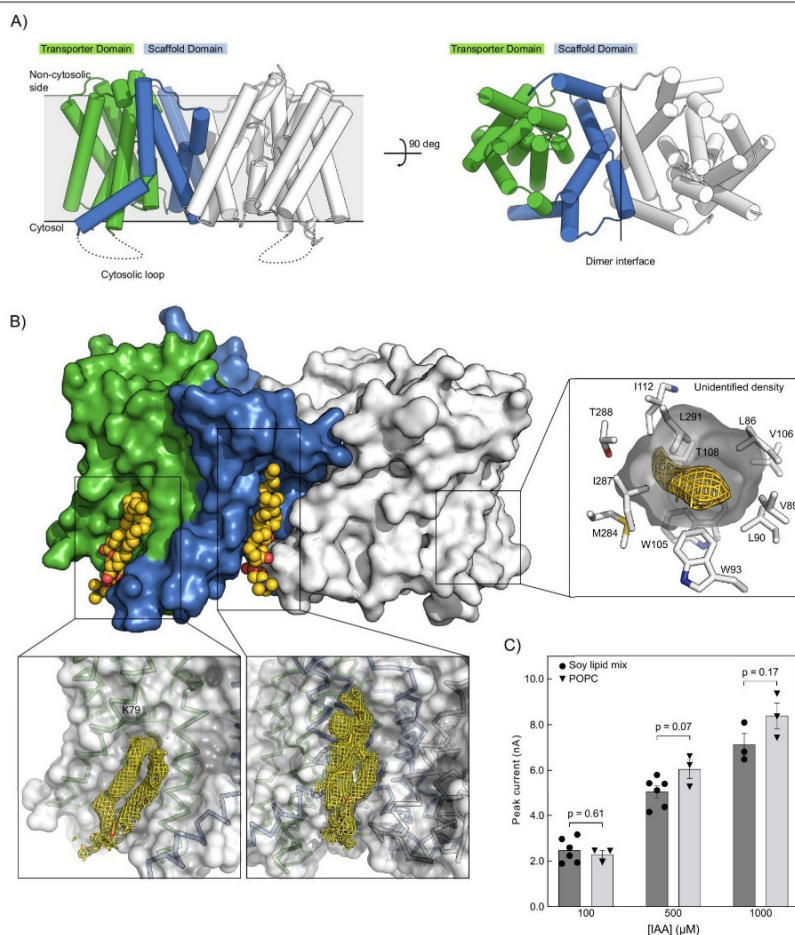 A)
Transporter Domain Scaffold Domain
Non-cytosolic
side
Cytosol
Cytosolic loop
90 deg
Transporter Domain Scaffold Domain
Dimer interface
B)
Unidentified density
I112
L291
T288
L86
V106
T108
I287
V89
M284
W105
L90
W93
K79
C)
Soy lipid mix
POPC
p = 0.17
p = 0.07
p = 0.61
Peak current (nA)
10.0
8.0
6.0
4.0
2.0
0
100 500 1000
[IAA] (µM)